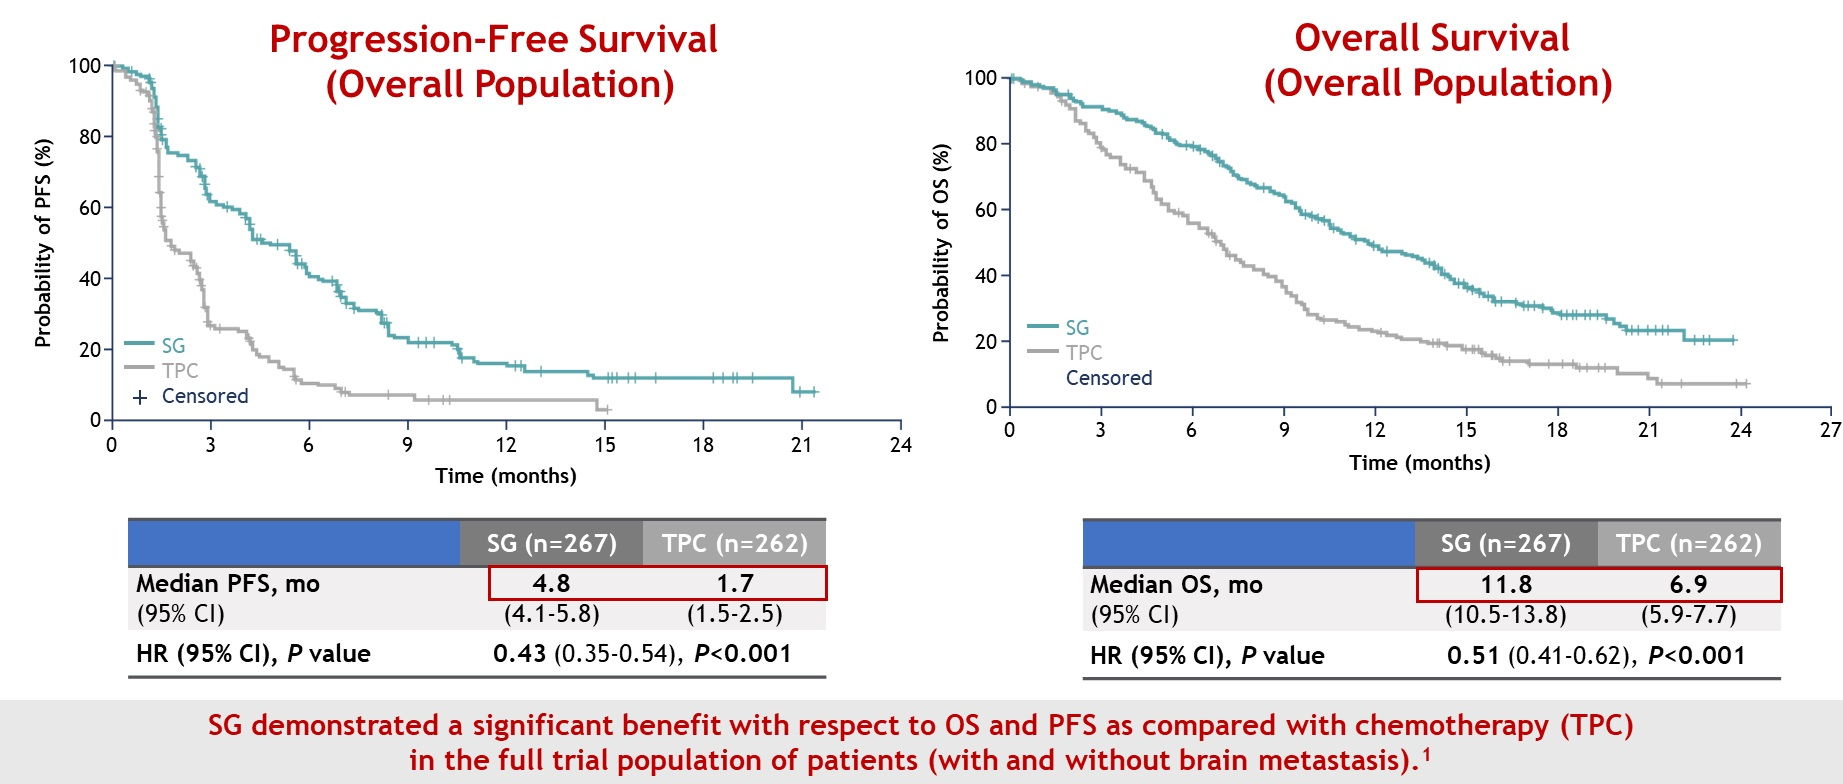 Progression-Free Survival
(Overall Population)
Probability of PFS (%)
100
80
60
40
20
0
SG
TPC
Censored
0 3 6 9 12 15 18 21 24
Time (months)
SG (n=267) TPC (n=262)
Median PFS, mo 4.8 1.7
(95% CI) (4.1-5.8) (1.5-2.5)
HR (95% CI), P value 0.43 (0.35-0.54), P<0.001
Overall Survival
(Overall Population)
Probability of OS (%)
100
80
60
40
20
0
SG
TPC
Censored
0 3 6 9 12 15 18 21 24 27
Time (months)
SG (n=267) TPC (n=262)
Median OS, mo 11.8 6.9
(95% CI) (10.5-13.8) (5.9-7.7)
HR (95% CI), P value 0.51 (0.41-0.62), P<0.001
SG demonstrated a significant benefit with respect to OS and PFS as compared with chemotherapy (TPC)
in the full trial population of patients (with and without brain metastasis).¹